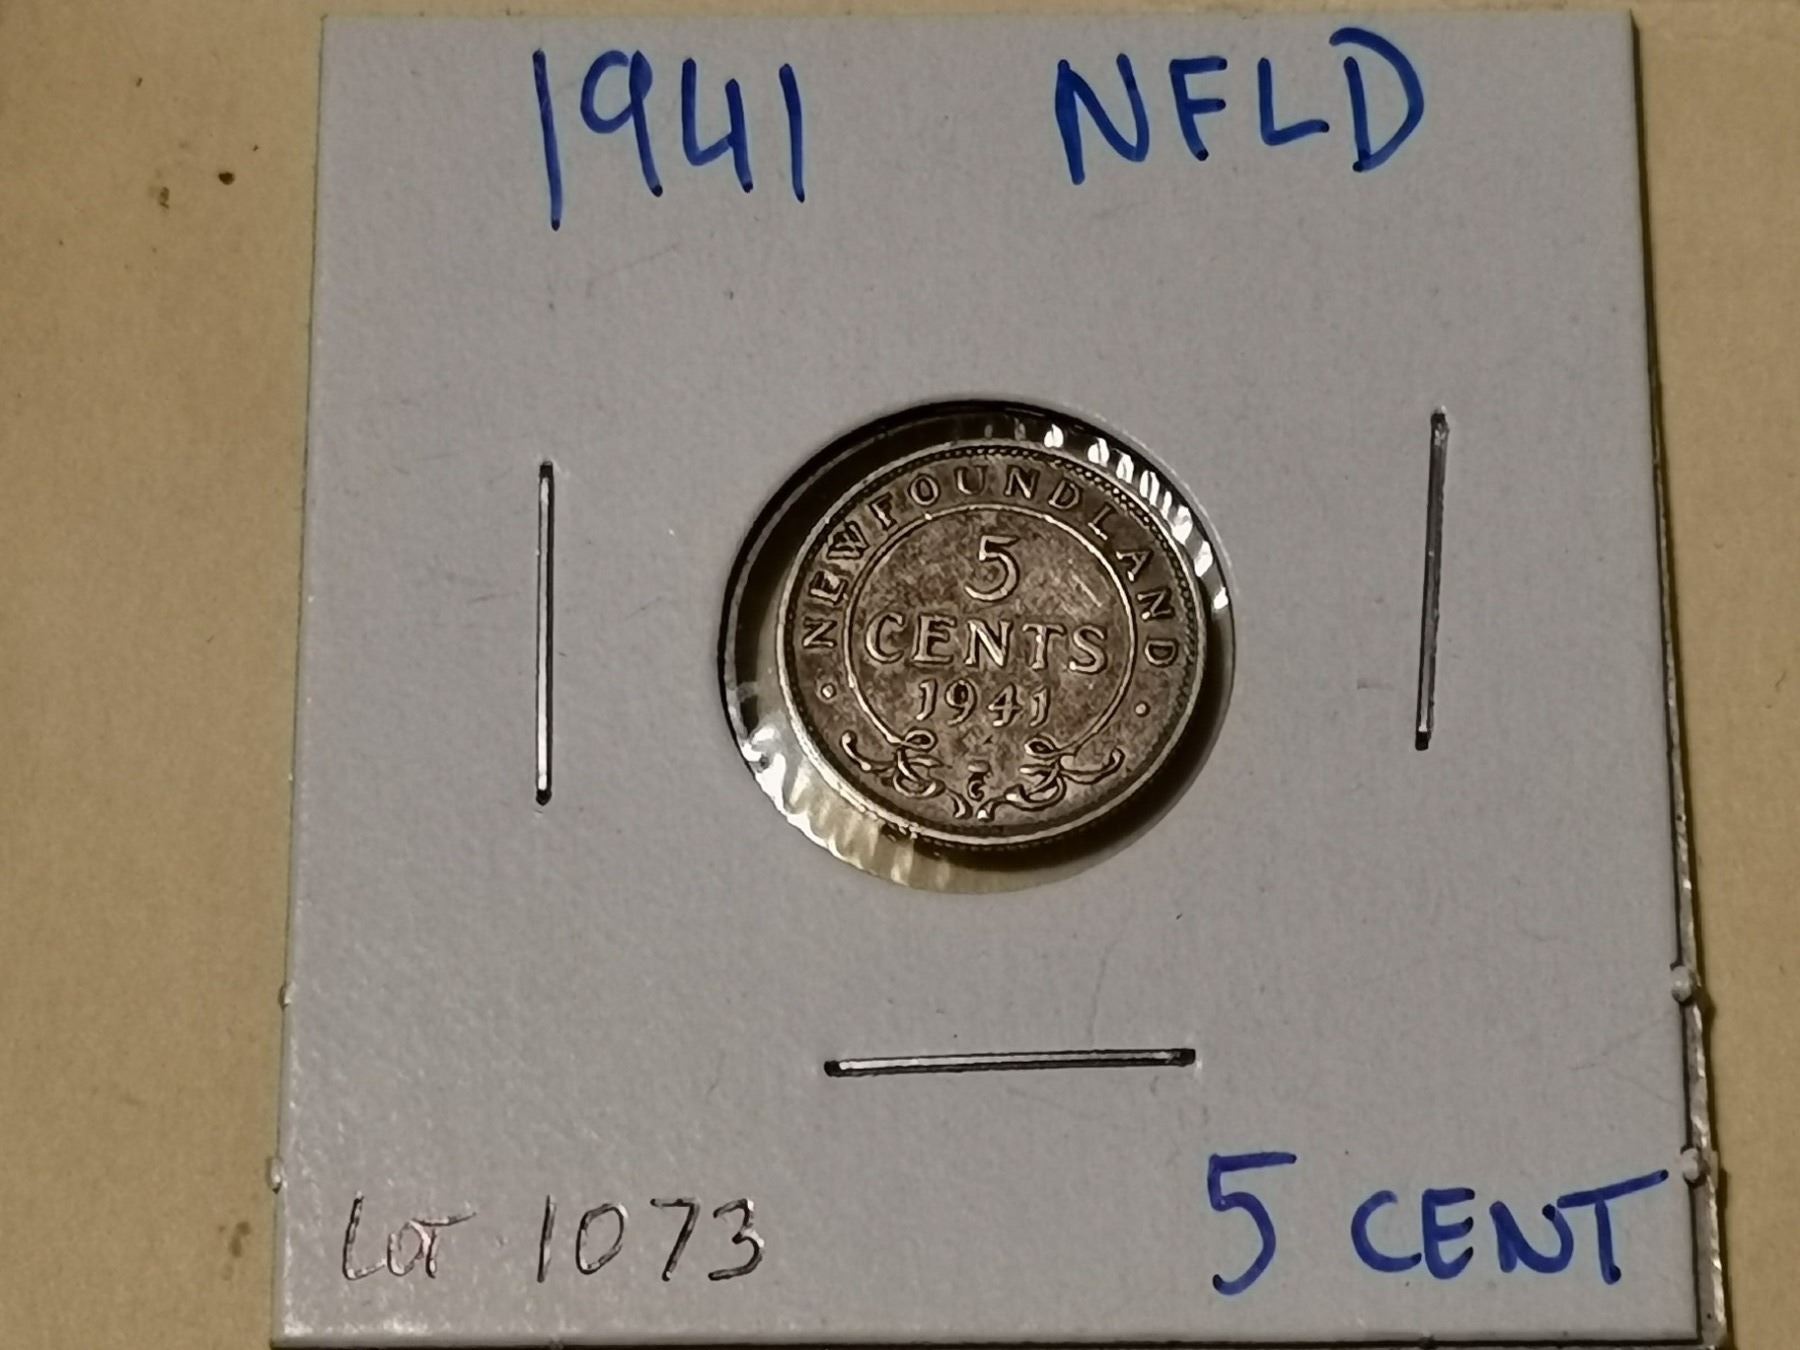 1941 NFLD
NEWFOUNDLAND
5
CENTS
1941
C
Lot 1073
5 CENT